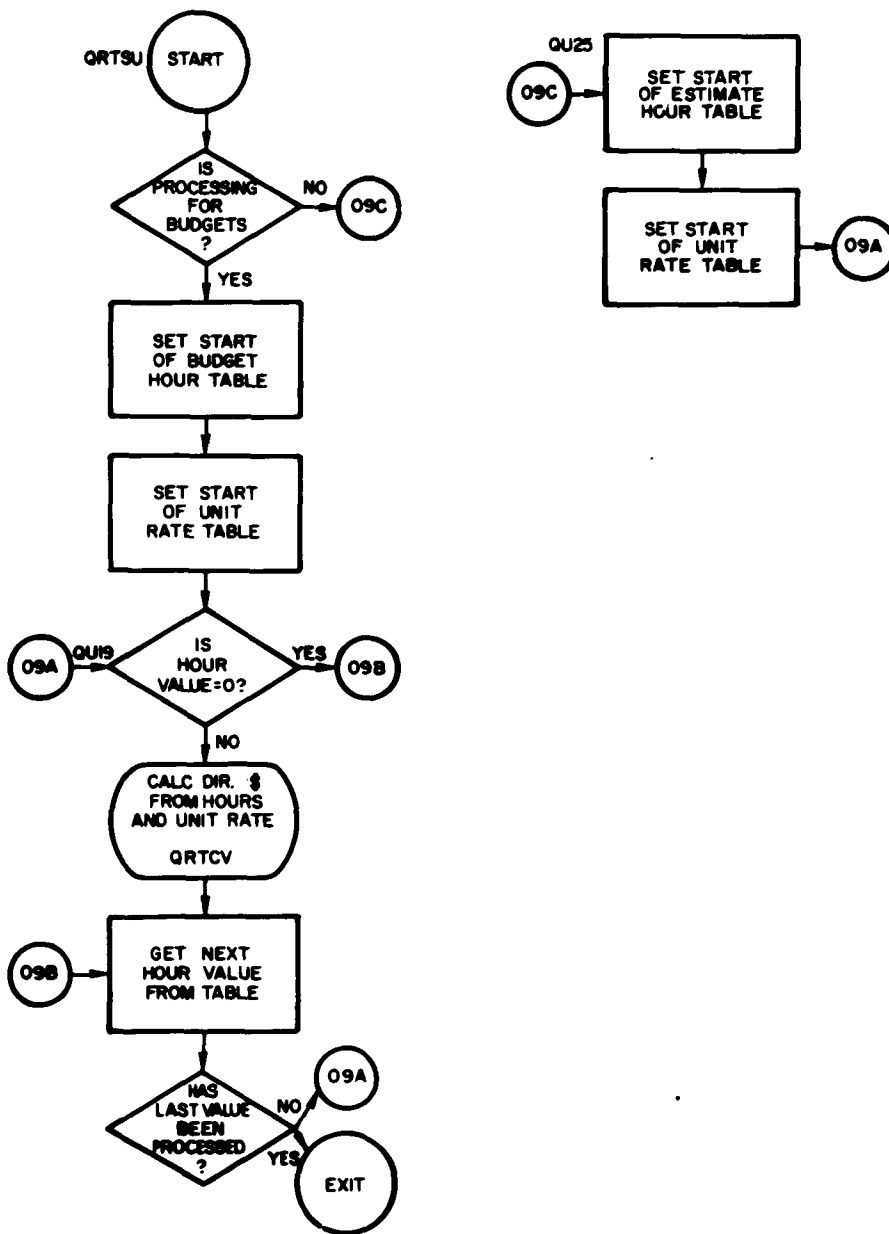 QRTSU
START
IS
PROCESSING
FOR
BUDGETS
?
NO
09C
YES
SET START
OF BUDGET
HOUR TABLE
SET START
OF UNIT
RATE TABLE
09A
QU19
IS
HOUR
VALUE=0?
YES
09B
NO
CALC DIR. $
FROM HOURS
AND UNIT RATE
QRTCV
09B
GET NEXT
HOUR VALUE
FROM TABLE
HAS
LAST VALUE
BEEN
PROCESSED
?
NO
09A
YES
EXIT
QU25
09C
SET START
OF ESTIMATE
HOUR TABLE
SET START
OF UNIT
RATE TABLE
09A